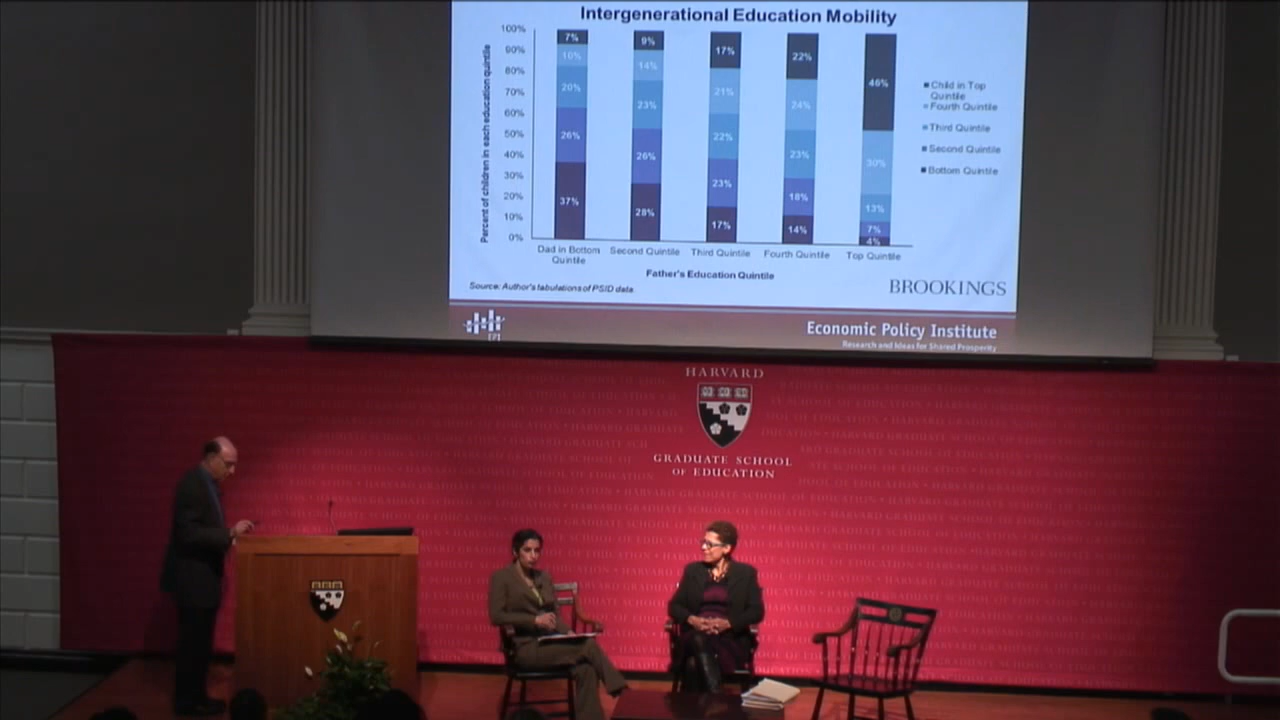 Intergenerational Education Mobility
Percent of children in each education quintile
100%
90%
80%
70%
60%
50%
40%
30%
20%
10%
0%
7%
10%
20%
26%
37%
9%
14%
23%
26%
28%
17%
21%
22%
23%
17%
22%
24%
23%
18%
14%
46%
30%
13%
7%
4%
Child in Top
Quintile
Fourth Quintile
Third Quintile
Second Quintile
Bottom Quintile
Dad in Bottom
Quintile
Second Quintile
Third Quintile
Fourth Quintile
Top Quintile
Father's Education Quintile
Source: Author's tabulations of PSID data
BROOKINGS
Economic Policy Institute
Research and Ideas for Shared Prosperity
HARVARD
GRADUATE SCHOOL
OF EDUCATION